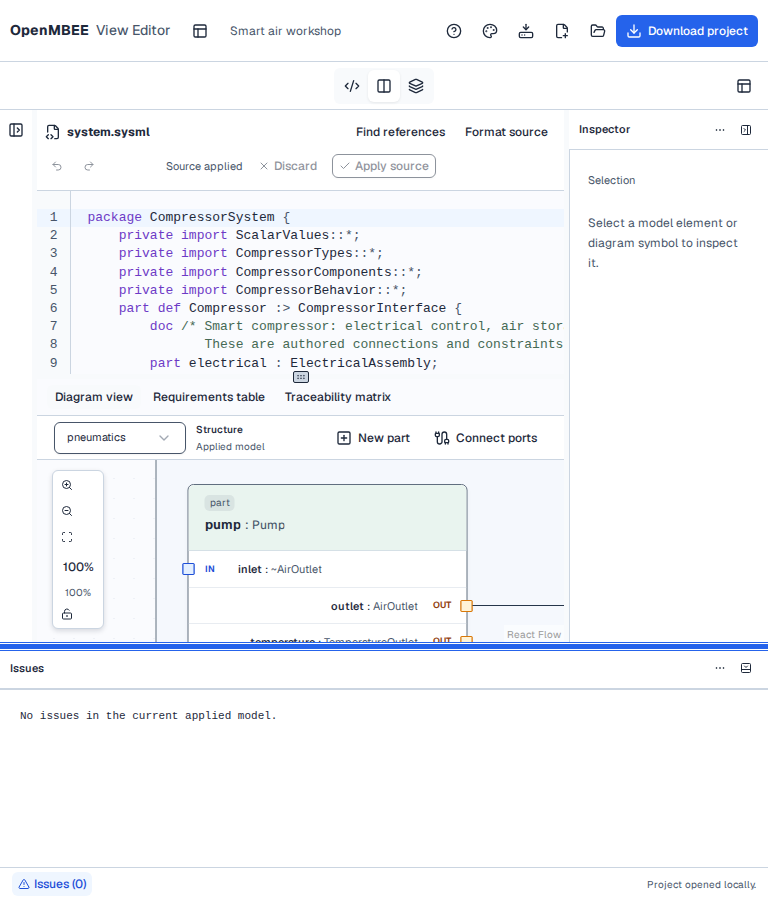 OpenMBEE View Editor
Smart air workshop
Download project
system.sysml
Find references
Format source
Source applied
Discard
Apply source
1 package CompressorSystem {
2 private import ScalarValues::*;
3 private import CompressorTypes::*;
4 private import CompressorComponents::*;
5 private import CompressorBehavior::*;
6 part def Compressor :> CompressorInterface {
7 doc /* Smart compressor: electrical control, air stor
8 These are authored connections and constraints
9 part electrical : ElectricalAssembly;
Inspector
Selection
Select a model element or
diagram symbol to inspect
it.
Diagram view
Requirements table
Traceability matrix
pneumatics
Structure
Applied model
New part
Connect ports
100%
100%
part
pump : Pump
IN inlet : ~AirOutlet
outlet : AirOutlet OUT
temperature : TemperatureOutlet OUT
React Flow
Issues
No issues in the current applied model.
Issues (0)
Project opened locally.